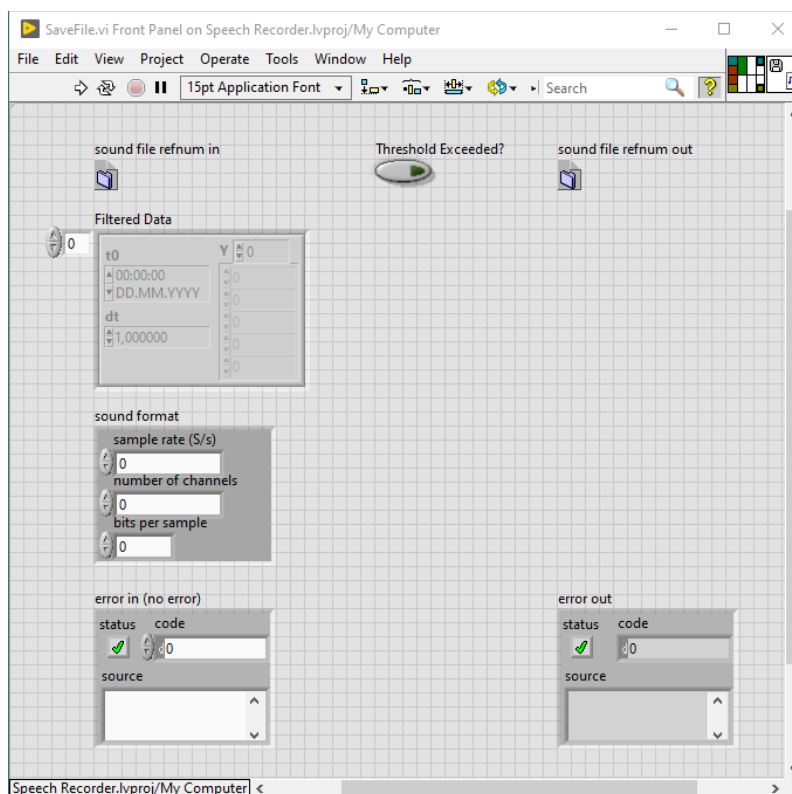 SaveFile.vi Front Panel on Speech Recorder.lvproj/My Computer
File Edit View Project Operate Tools Window Help
15pt Application Font Search
sound file refnum in Threshold Exceeded? sound file refnum out
Filtered Data
0
t0 Y 0
00:00:00 0
DD.MM.YYYY 0
dt 0
1,000000 0
0
sound format
sample rate (S/s)
0
number of channels
0
bits per sample
0
error in (no error) error out
status code status code
d0 d0
source source
Speech Recorder.lvproj/My Computer